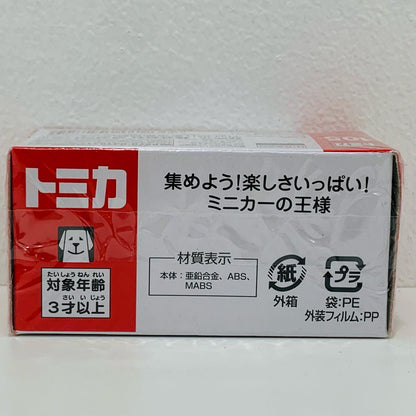 トミカ
集めよう!楽しさいっぱい!
ミニカーの王様
たいしょうねんれい
対象年齢
さいいじょう
3才以上
材質表示
本体:亜鉛合金、ABS、
MABS
紙
外箱
プラ
袋:PE
外装フィルム:PP